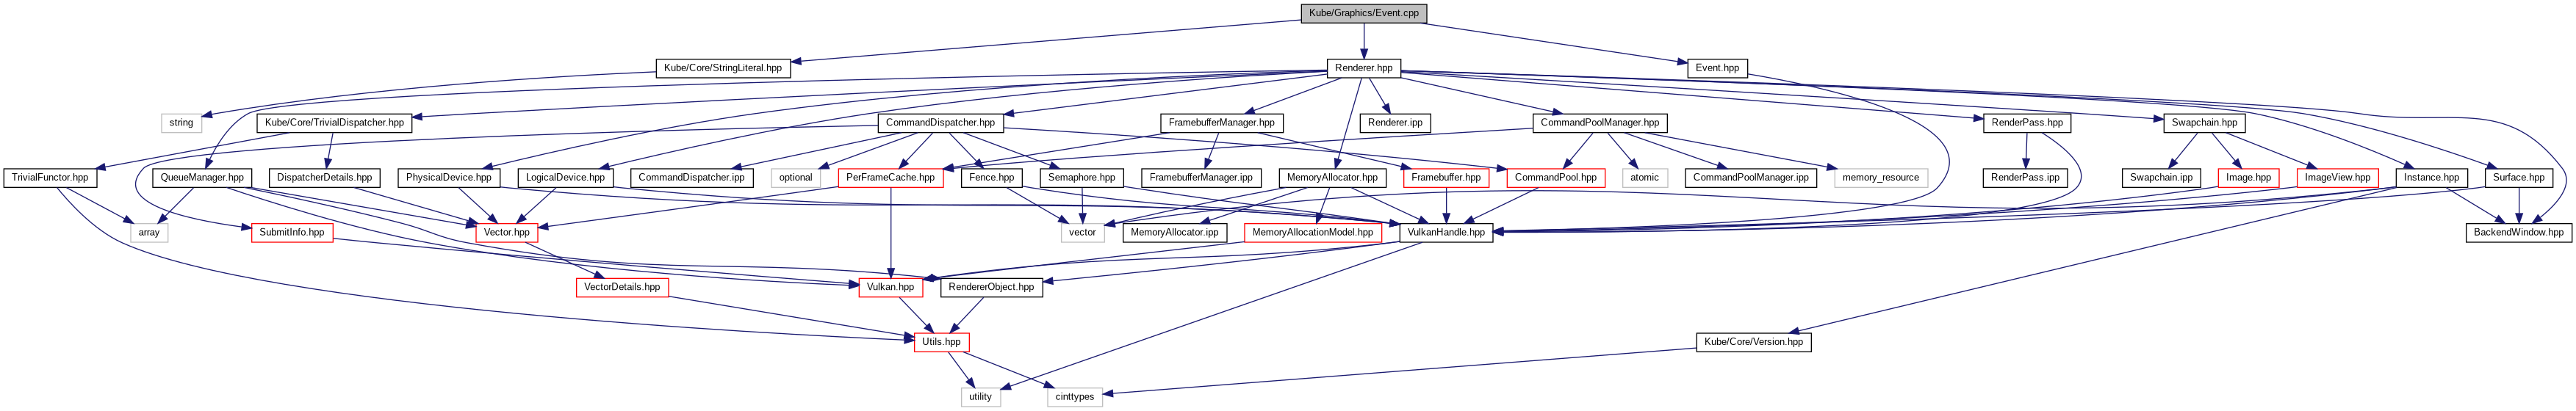 Kube/Graphics/Event.cpp
Kube/Core/StringLiteral.hpp
Renderer.hpp
Event.hpp
string
Kube/Core/TrivialDispatcher.hpp
CommandDispatcher.hpp
FramebufferManager.hpp
Renderer.ipp
CommandPoolManager.hpp
RenderPass.hpp
Swapchain.hpp
TrivialFunctor.hpp
QueueManager.hpp
DispatcherDetails.hpp
PhysicalDevice.hpp
LogicalDevice.hpp
CommandDispatcher.ipp
optional
PerFrameCache.hpp
Fence.hpp
Semaphore.hpp
FramebufferManager.ipp
MemoryAllocator.hpp
Framebuffer.hpp
CommandPool.hpp
atomic
CommandPoolManager.ipp
memory_resource
RenderPass.ipp
Swapchain.ipp
Image.hpp
ImageView.hpp
Instance.hpp
Surface.hpp
array
SubmitInfo.hpp
Vector.hpp
vector
MemoryAllocator.ipp
MemoryAllocationModel.hpp
VulkanHandle.hpp
BackendWindow.hpp
VectorDetails.hpp
Vulkan.hpp
RendererObject.hpp
Utils.hpp
Kube/Core/Version.hpp
utility
cinttypes